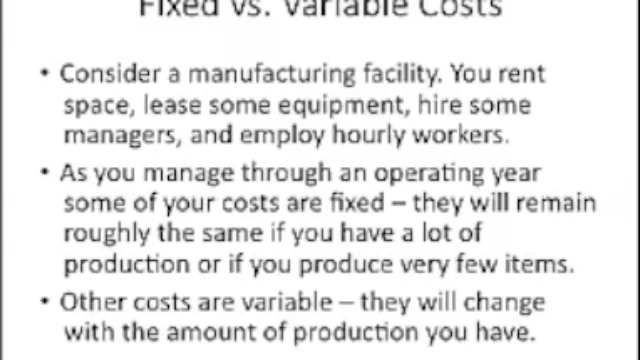 Fixed vs. Variable Costs
• Consider a manufacturing facility. You rent
space, lease some equipment, hire some
managers, and employ hourly workers.
• As you manage through an operating year
some of your costs are fixed – they will remain
roughly the same if you have a lot of
production or if you produce very few items.
• Other costs are variable – they will change
with the amount of production you have.